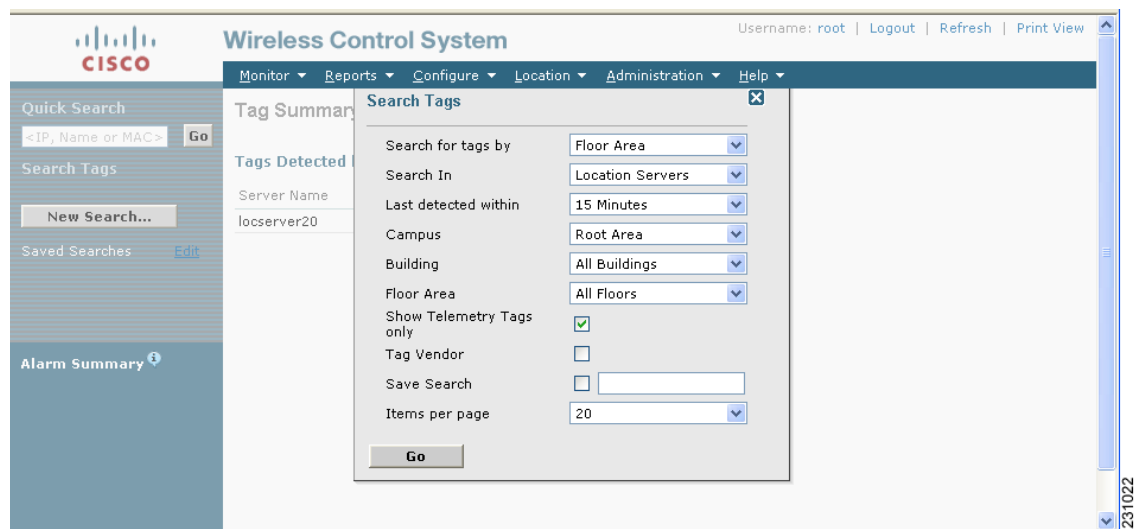 Username: root | Logout | Refresh | Print View
CISCO
Wireless Control System
Monitor Reports Configure Location Administration Help
Quick Search
<IP, Name or MAC> Go
Search Tags
New Search...
Saved Searches Edit
Alarm Summary
Tag Summary
Tags Detected
Server Name
locserver20
Search Tags
Search for tags by Floor Area
Search In Location Servers
Last detected within 15 Minutes
Campus Root Area
Building All Buildings
Floor Area All Floors
Show Telemetry Tags
only
Tag Vendor
Save Search
Items per page 20
Go
231022